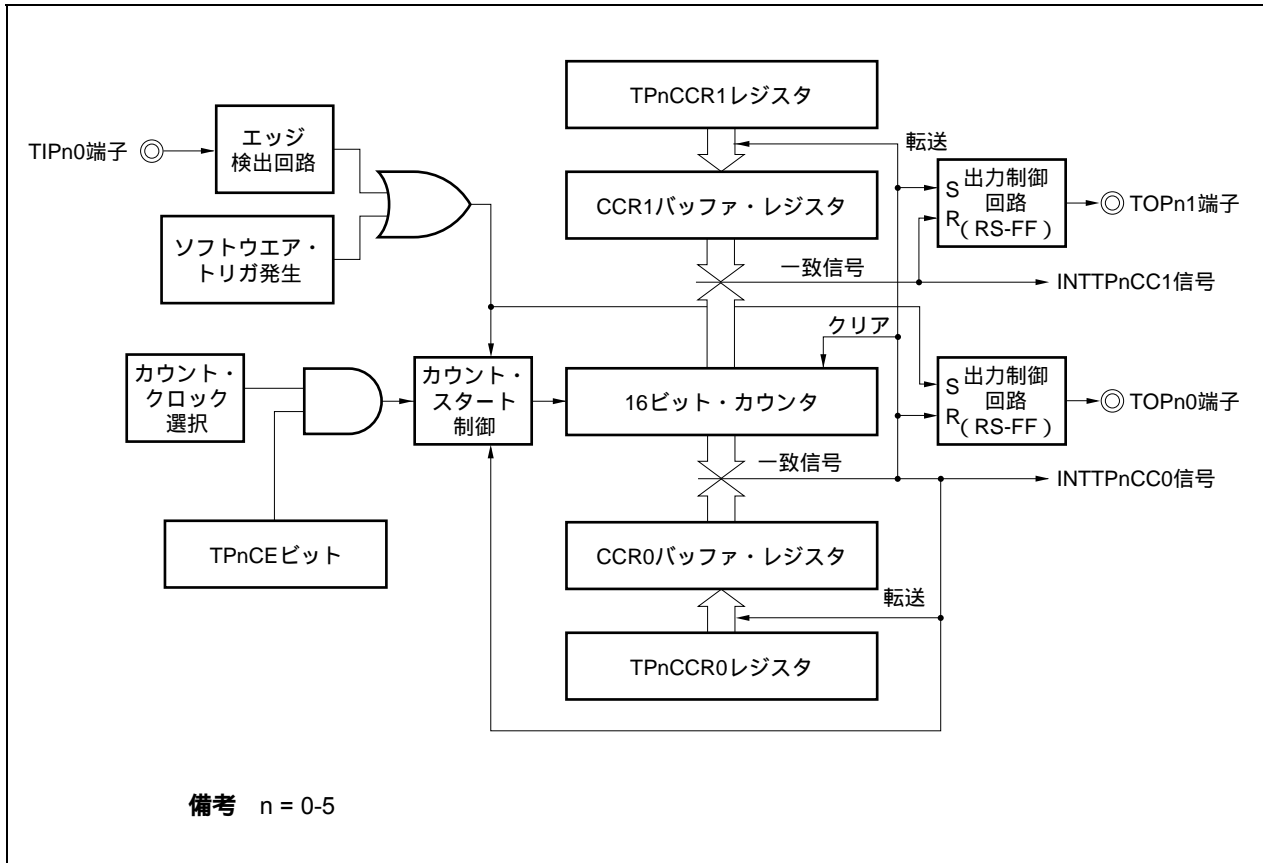 TPnCCR1レジスタ
TIPn0端子
エッジ
検出回路
転送
CCR1バッファ・レジスタ
S
R
出力制御
回路
( RS-FF )
TOPn1端子
ソフトウエア・
トリガ発生
一致信号
INTTPnCC1信号
クリア
カウント・
クロック
選択
カウント・
スタート
制御
16ビット・カウンタ
S
R
出力制御
回路
( RS-FF )
TOPn0端子
一致信号
INTTPnCC0信号
TPnCEビット
CCR0バッファ・レジスタ
転送
TPnCCR0レジスタ
備考 n = 0-5